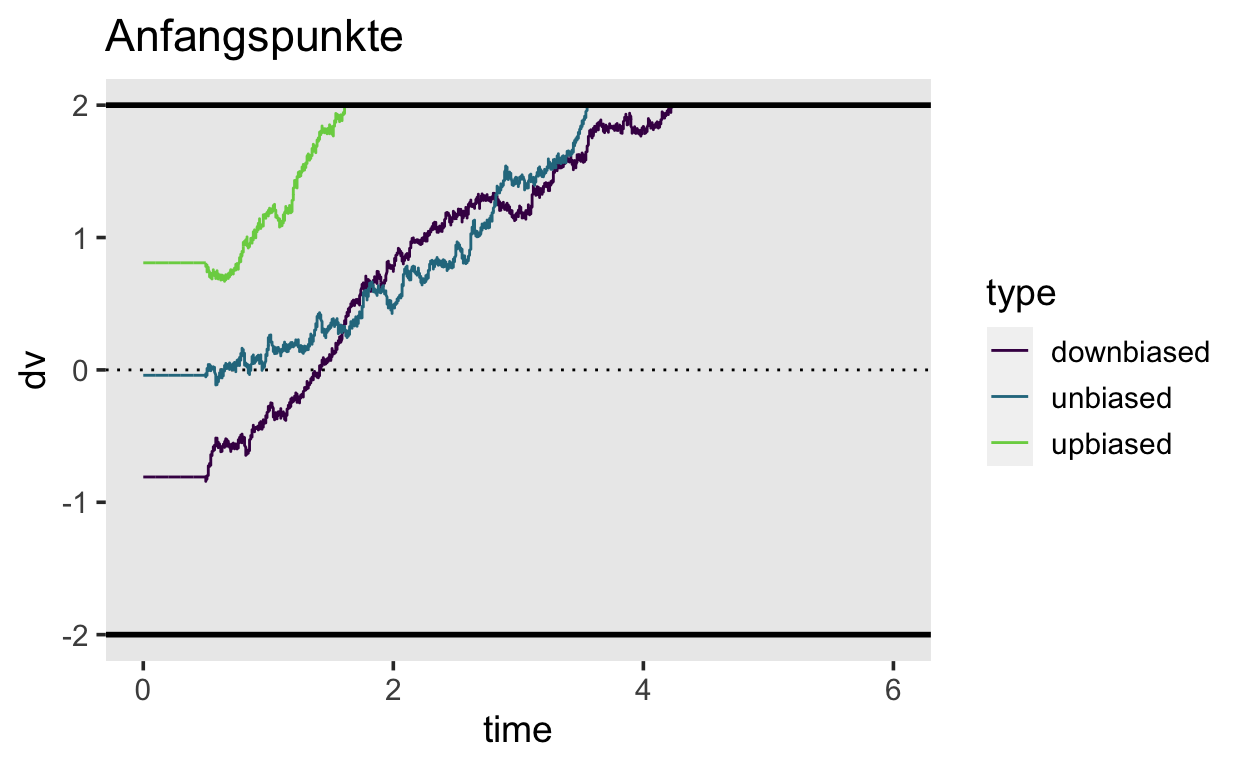 Anfangspunkte
2
1
0
-1
-2
dv
0 2 4 6
time
type
downbiased
unbiased
upbiased